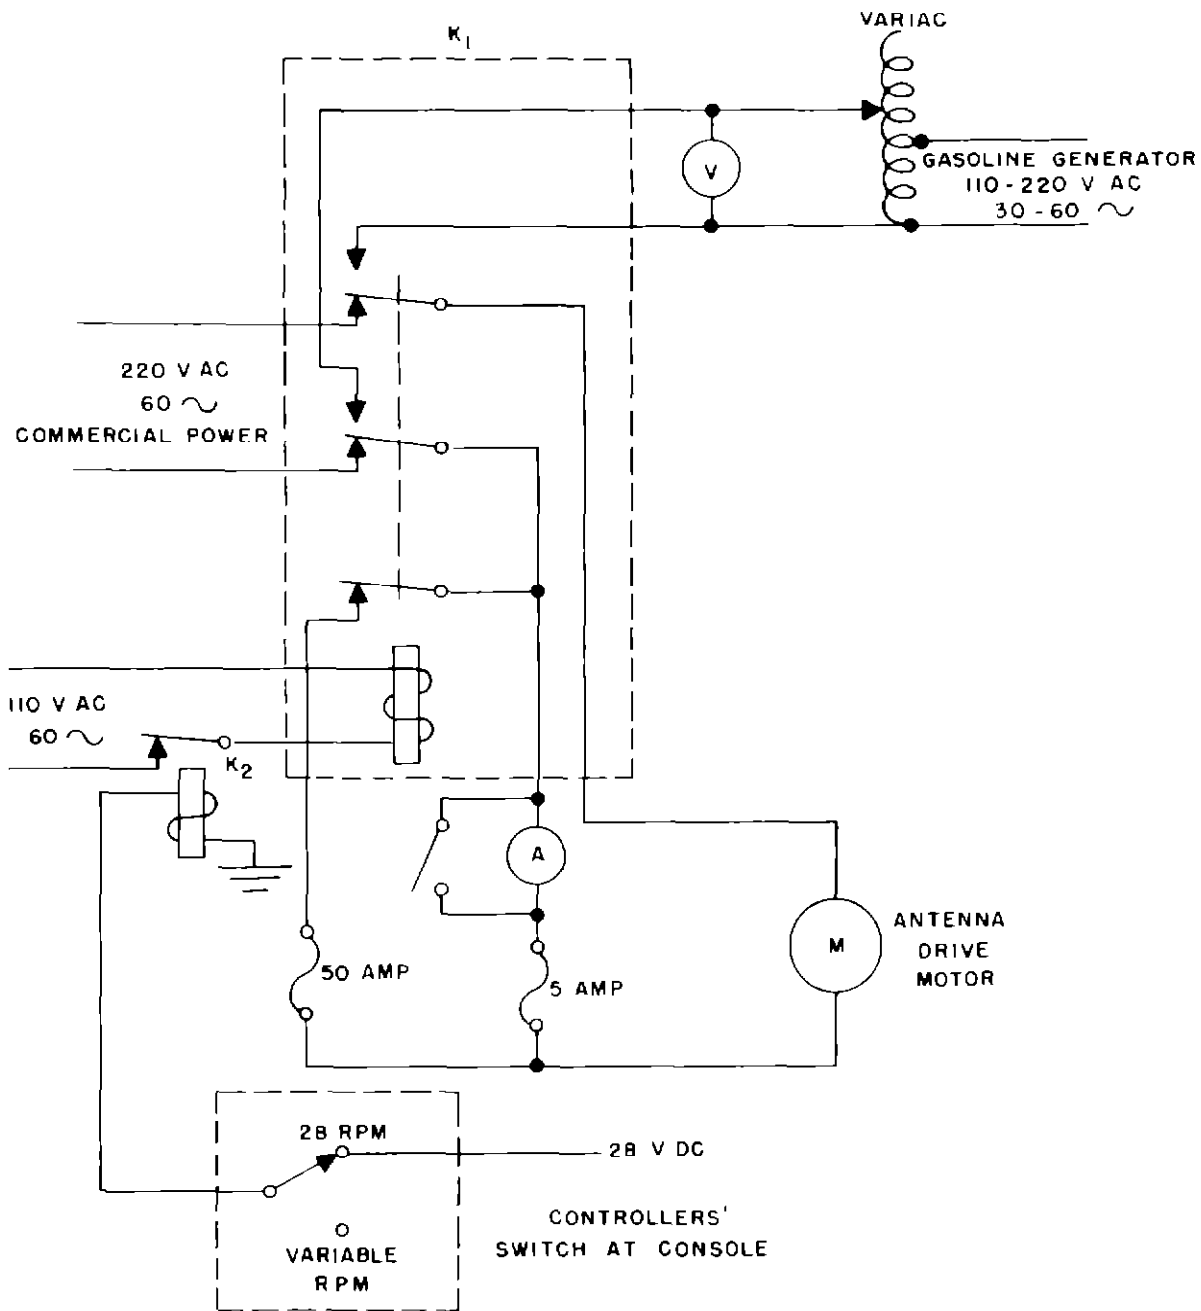 VARIAC
K1
GASOLINE GENERATOR
110-220 V AC
30-60 ~
V
220 V AC
60 ~
COMMERCIAL POWER
110 V AC
60 ~
K2
A
50 AMP
5 AMP
M
ANTENNA
DRIVE
MOTOR
28 RPM
28 V DC
VARIABLE
RPM
CONTROLLERS'
SWITCH AT CONSOLE